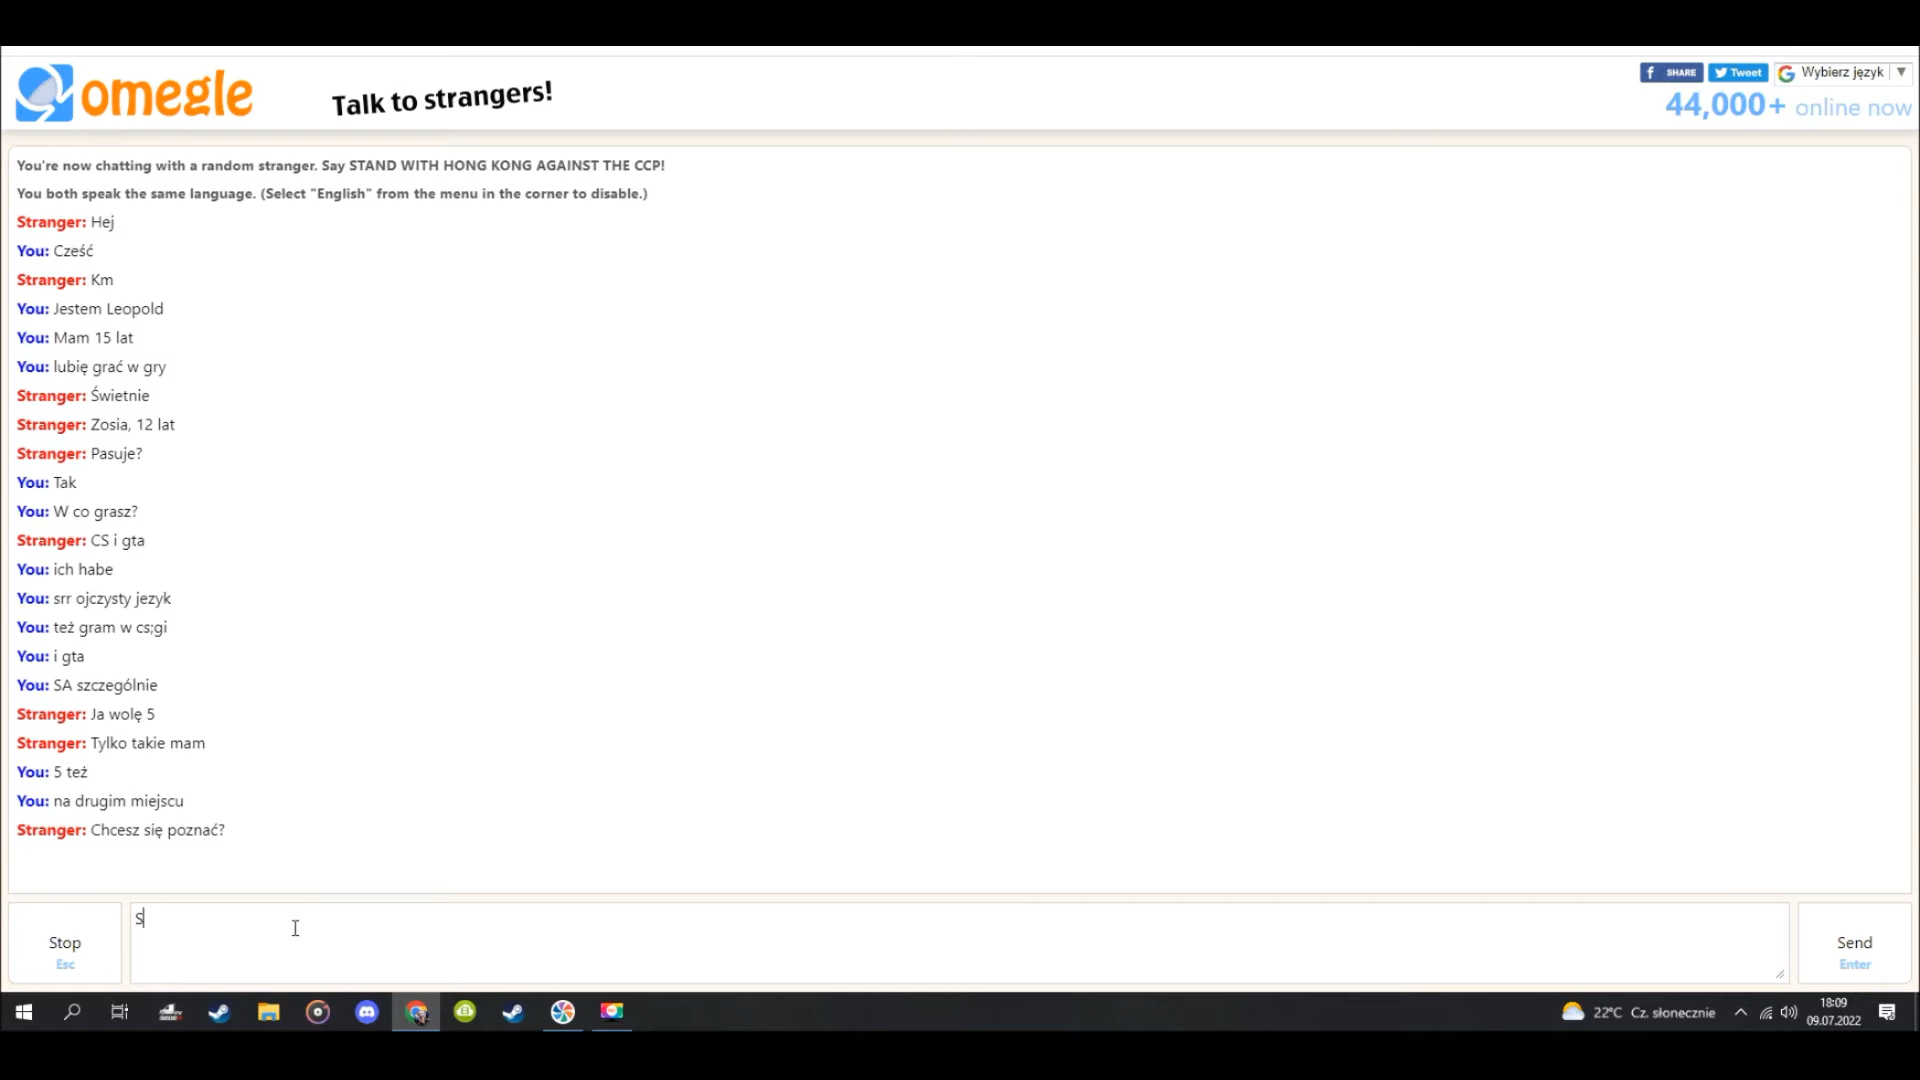 omegle
Talk to strangers!
SHARE
Tweet
Wybierz język
44,000+ online now
You're now chatting with a random stranger. Say STAND WITH HONG KONG AGAINST THE CCP!
You both speak the same language. (Select "English" from the menu in the corner to disable.)
Stranger: Hej
You: Cześć
Stranger: Km
You: Jestem Leopold
You: Mam 15 lat
You: lubię grać w gry
Stranger: Świetnie
Stranger: Zosia, 12 lat
Stranger: Pasuje?
You: Tak
You: W co grasz?
Stranger: CS i gta
You: ich habe
You: srr ojczysty jezyk
You: też gram w cs;gi
You: i gta
You: SA szczególnie
Stranger: Ja wolę 5
Stranger: Tylko takie mam
You: 5 też
You: na drugim miejscu
Stranger: Chcesz się poznać?
S
Stop
Esc
Send
Enter
22°C Cz. słonecznie
18:09
09.07.2022